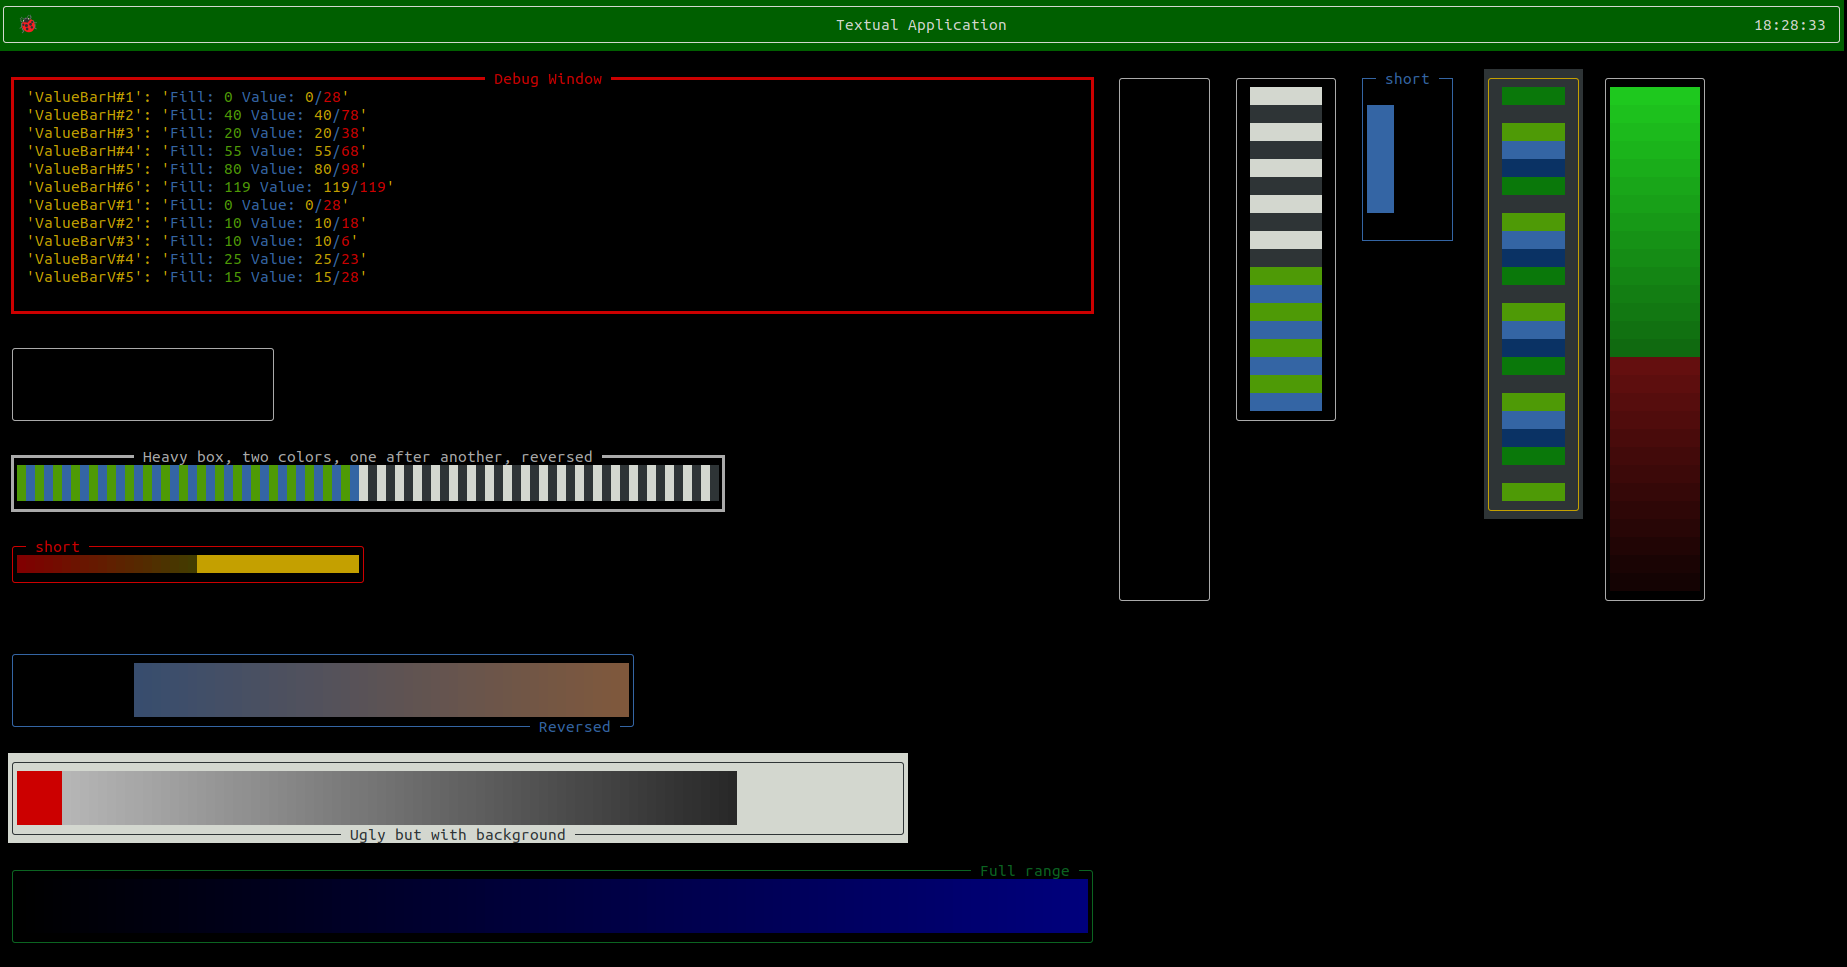 🐞 Textual Application 18:28:33
Debug Window
'ValueBarH#1': 'Fill: 0 Value: 0/28'
'ValueBarH#2': 'Fill: 40 Value: 40/78'
'ValueBarH#3': 'Fill: 20 Value: 20/38'
'ValueBarH#4': 'Fill: 55 Value: 55/68'
'ValueBarH#5': 'Fill: 80 Value: 80/98'
'ValueBarH#6': 'Fill: 119 Value: 119/119'
'ValueBarV#1': 'Fill: 0 Value: 0/28'
'ValueBarV#2': 'Fill: 10 Value: 10/18'
'ValueBarV#3': 'Fill: 10 Value: 10/6'
'ValueBarV#4': 'Fill: 25 Value: 25/23'
'ValueBarV#5': 'Fill: 15 Value: 15/28'
short
Heavy box, two colors, one after another, reversed
short
Reversed
Ugly but with background
Full range